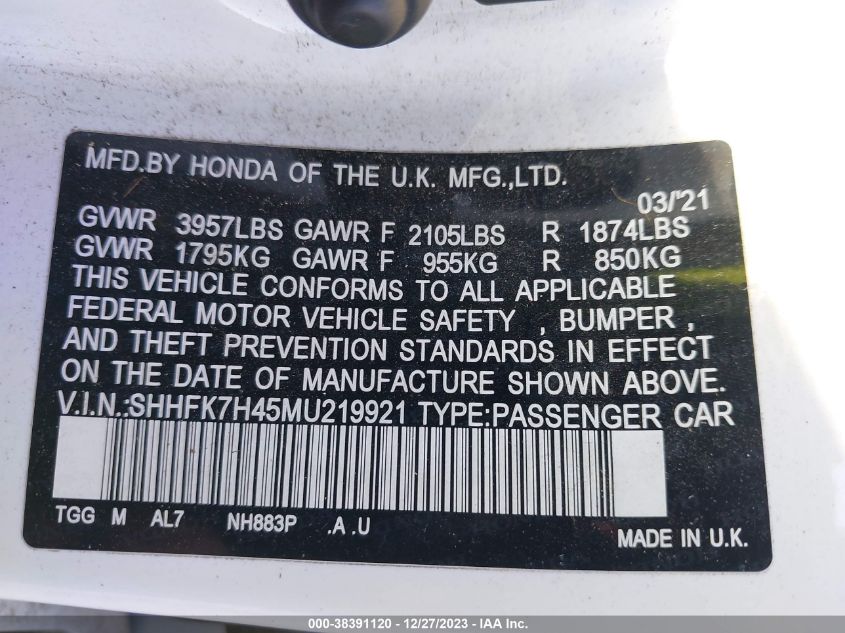 MFD.BY HONDA OF THE U.K. MFG.,LTD.
03/'21
GVWR 3957LBS GAWR F 2105LBS R 1874LBS
GVWR 1795KG GAWR F 955KG R 850KG
THIS VEHICLE CONFORMS TO ALL APPLICABLE
FEDERAL MOTOR VEHICLE SAFETY , BUMPER ,
AND THEFT PREVENTION STANDARDS IN EFFECT
ON THE DATE OF MANUFACTURE SHOWN ABOVE.
V.I.N.:SHHFK7H45MU219921 TYPE:PASSENGER CAR
TGG M AL7 NH883P .A .U
MADE IN U.K.
000-38391120 - 12/27/2023 - IAA Inc.